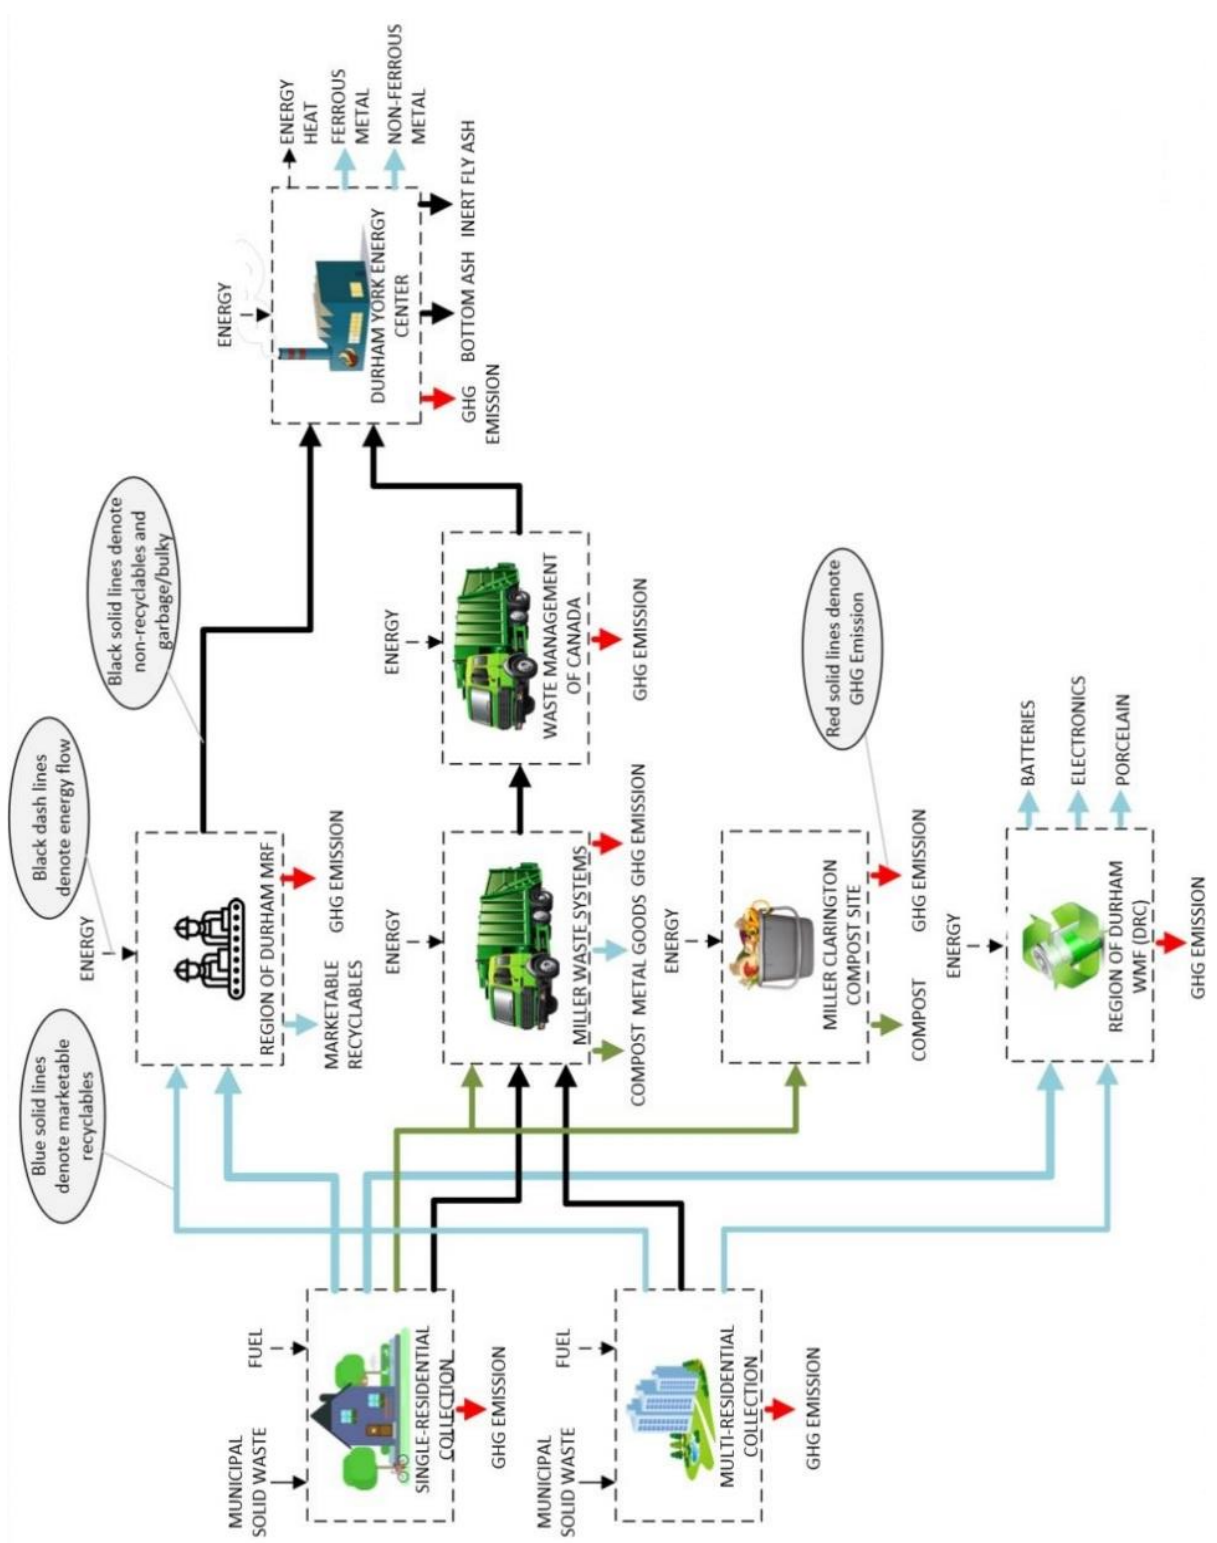 Blue solid lines
denote marketable
recyclables
Black dash lines
denote energy flow
Black solid lines denote
non-recyclables and
garbage/bulky
MUNICIPAL
SOLID WASTE
FUEL
SINGLE-RESIDENTIAL
COLLECTION
GHG EMISSION
MUNICIPAL
SOLID WASTE
FUEL
MULTI-RESIDENTIAL
COLLECTION
GHG EMISSION
ENERGY
REGION OF DURHAM MRF
MARKETABLE
RECYCLABLES
GHG EMISSION
ENERGY
MILLER WASTE SYSTEMS
COMPOST
METAL GOODS
GHG EMISSION
ENERGY
MILLER CLARINGTON
COMPOST SITE
COMPOST
GHG EMISSION
ENERGY
REGION OF DURHAM
WMF (DRC)
GHG EMISSION
BATTERIES
ELECTRONICS
PORCELAIN
Red solid lines denote
GHG Emission
ENERGY
WASTE MANAGEMENT
OF CANADA
GHG EMISSION
ENERGY
DURHAM YORK ENERGY
CENTER
GHG
EMISSION
BOTTOM ASH
INERT FLY ASH
ENERGY
HEAT
FERROUS
METAL
NON-FERROUS
METAL